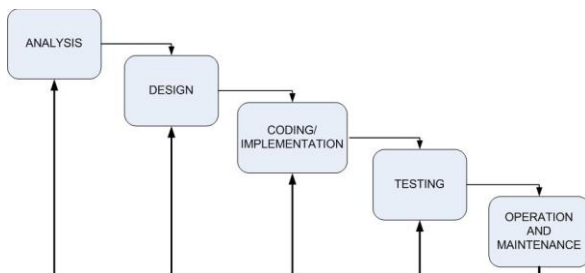 ANALYSIS
DESIGN
CODING/
IMPLEMENTATION
TESTING
OPERATION
AND
MAINTENANCE